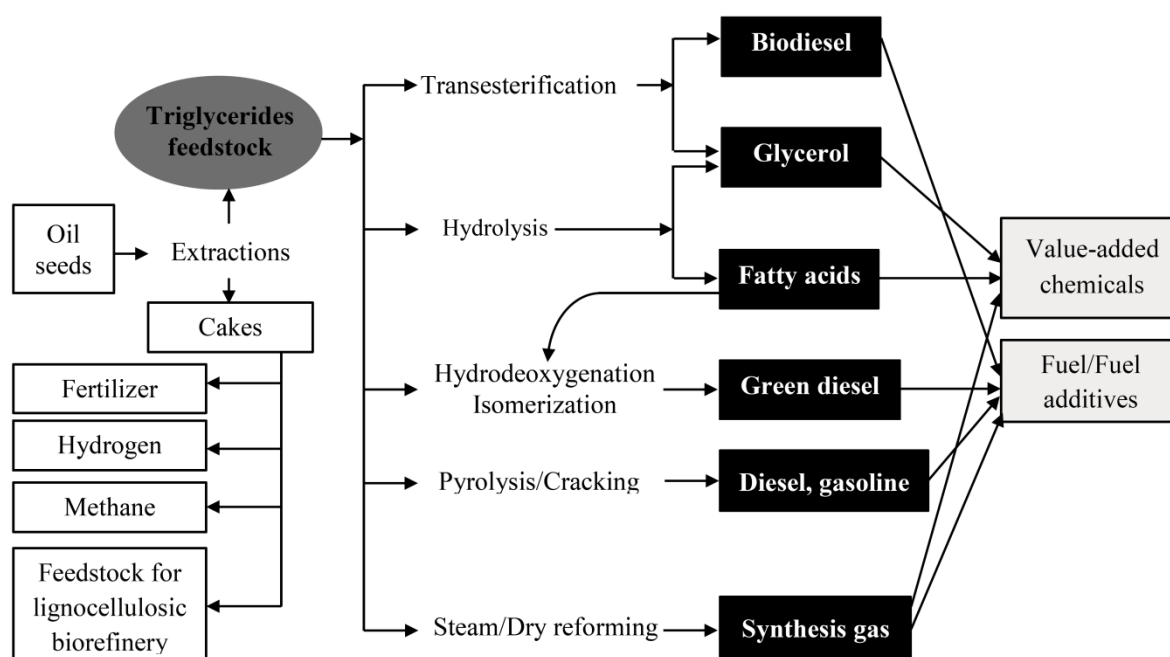 Triglycerides
feedstock
Oil
seeds
Extractions
Cakes
Fertilizer
Hydrogen
Methane
Feedstock for
lignocellulosic
biorefinery
Transesterification
Hydrolysis
Hydrodeoxygenation
Isomerization
Pyrolysis/Cracking
Steam/Dry reforming
Biodiesel
Glycerol
Fatty acids
Green diesel
Diesel, gasoline
Synthesis gas
Value-added
chemicals
Fuel/Fuel
additives